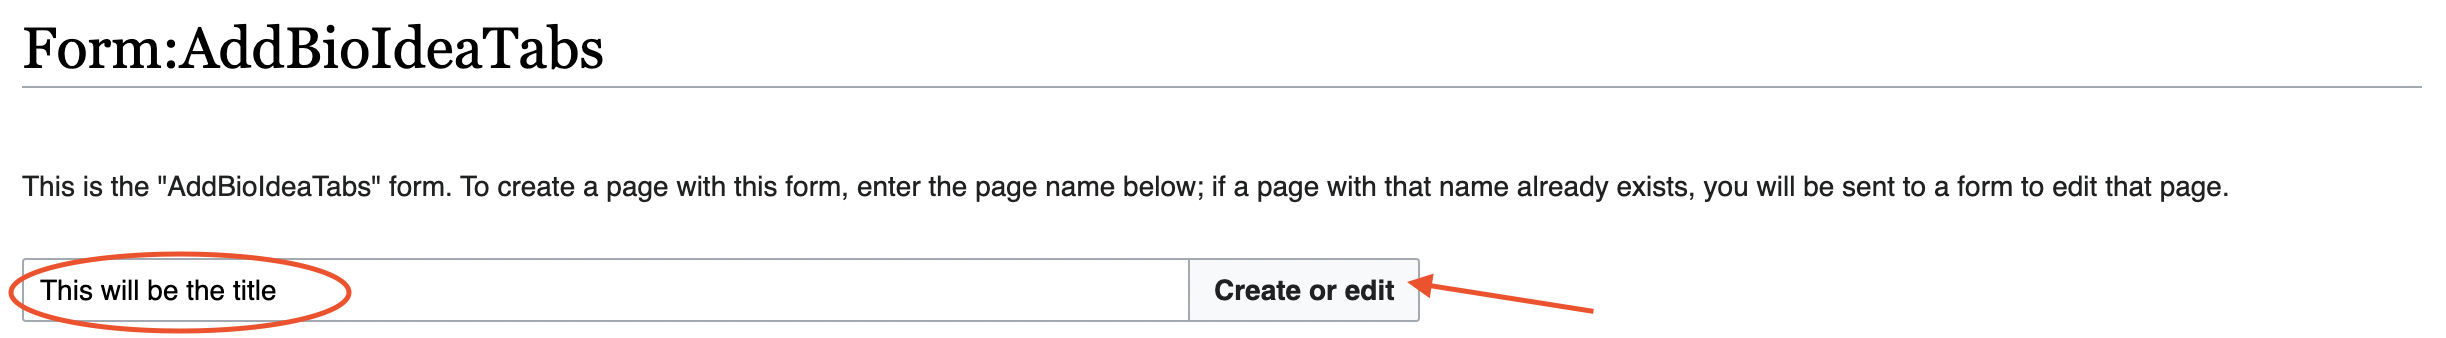 Form:AddBioIdeaTabs
This is the "AddBioIdeaTabs" form. To create a page with this form, enter the page name below; if a page with that name already exists, you will be sent to a form to edit that page.
This will be the title
Create or edit